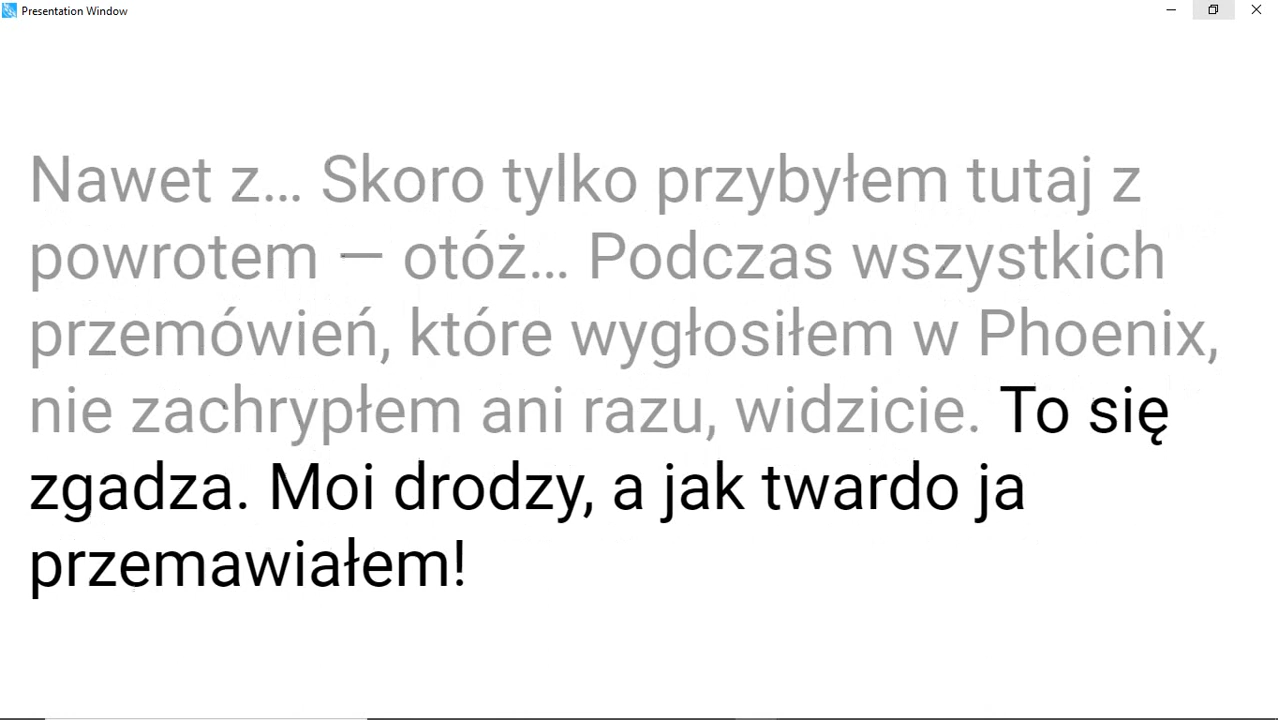 Presentation Window
Nawet z… Skoro tylko przybyłem tutaj z
powrotem — otóż… Podczas wszystkich
przemówień, które wygłosiłem w Phoenix,
nie zachrypłem ani razu, widzicie. To się
zgadza. Moi drodzy, a jak twardo ja
przemawiałem!